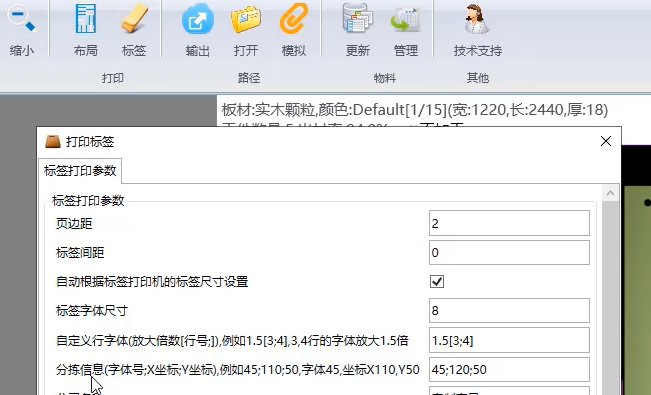 缩小 布局 标签 输出 打开 模拟 更新 管理 技术支持
打印 路径 物料 其他
板材:实木颗粒,颜色:Default[1/15](宽:1220,长:2440,厚:18)
打印标签
标签打印参数
标签打印参数
页边距 2
标签间距 0
自动根据标签打印机的标签尺寸设置
标签字体尺寸 8
自定义行字体(放大倍数[行号;]),例如1.5[3;4],3,4行的字体放大1.5倍 1.5[3;4]
分拣信息(字体号;X坐标;Y坐标),例如45;110;50,字体45,坐标X110,Y50 45;120;50